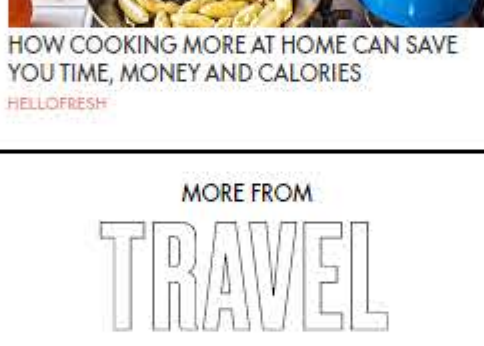 HOW COOKING MORE AT HOME CAN SAVE
YOU TIME, MONEY AND CALORIES
HELLOFRESH
MORE FROM
TRAVEL